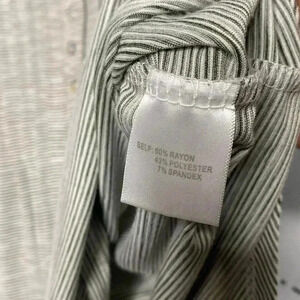 SELF: 50% RAYON
43% POLYESTER
7% SPANDEX